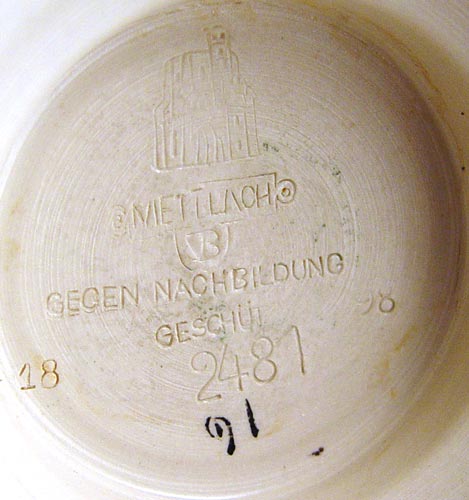 METTLACH
VB
GEGEN NACHBILDUNG
GESCHÜT
18
98
2481
91